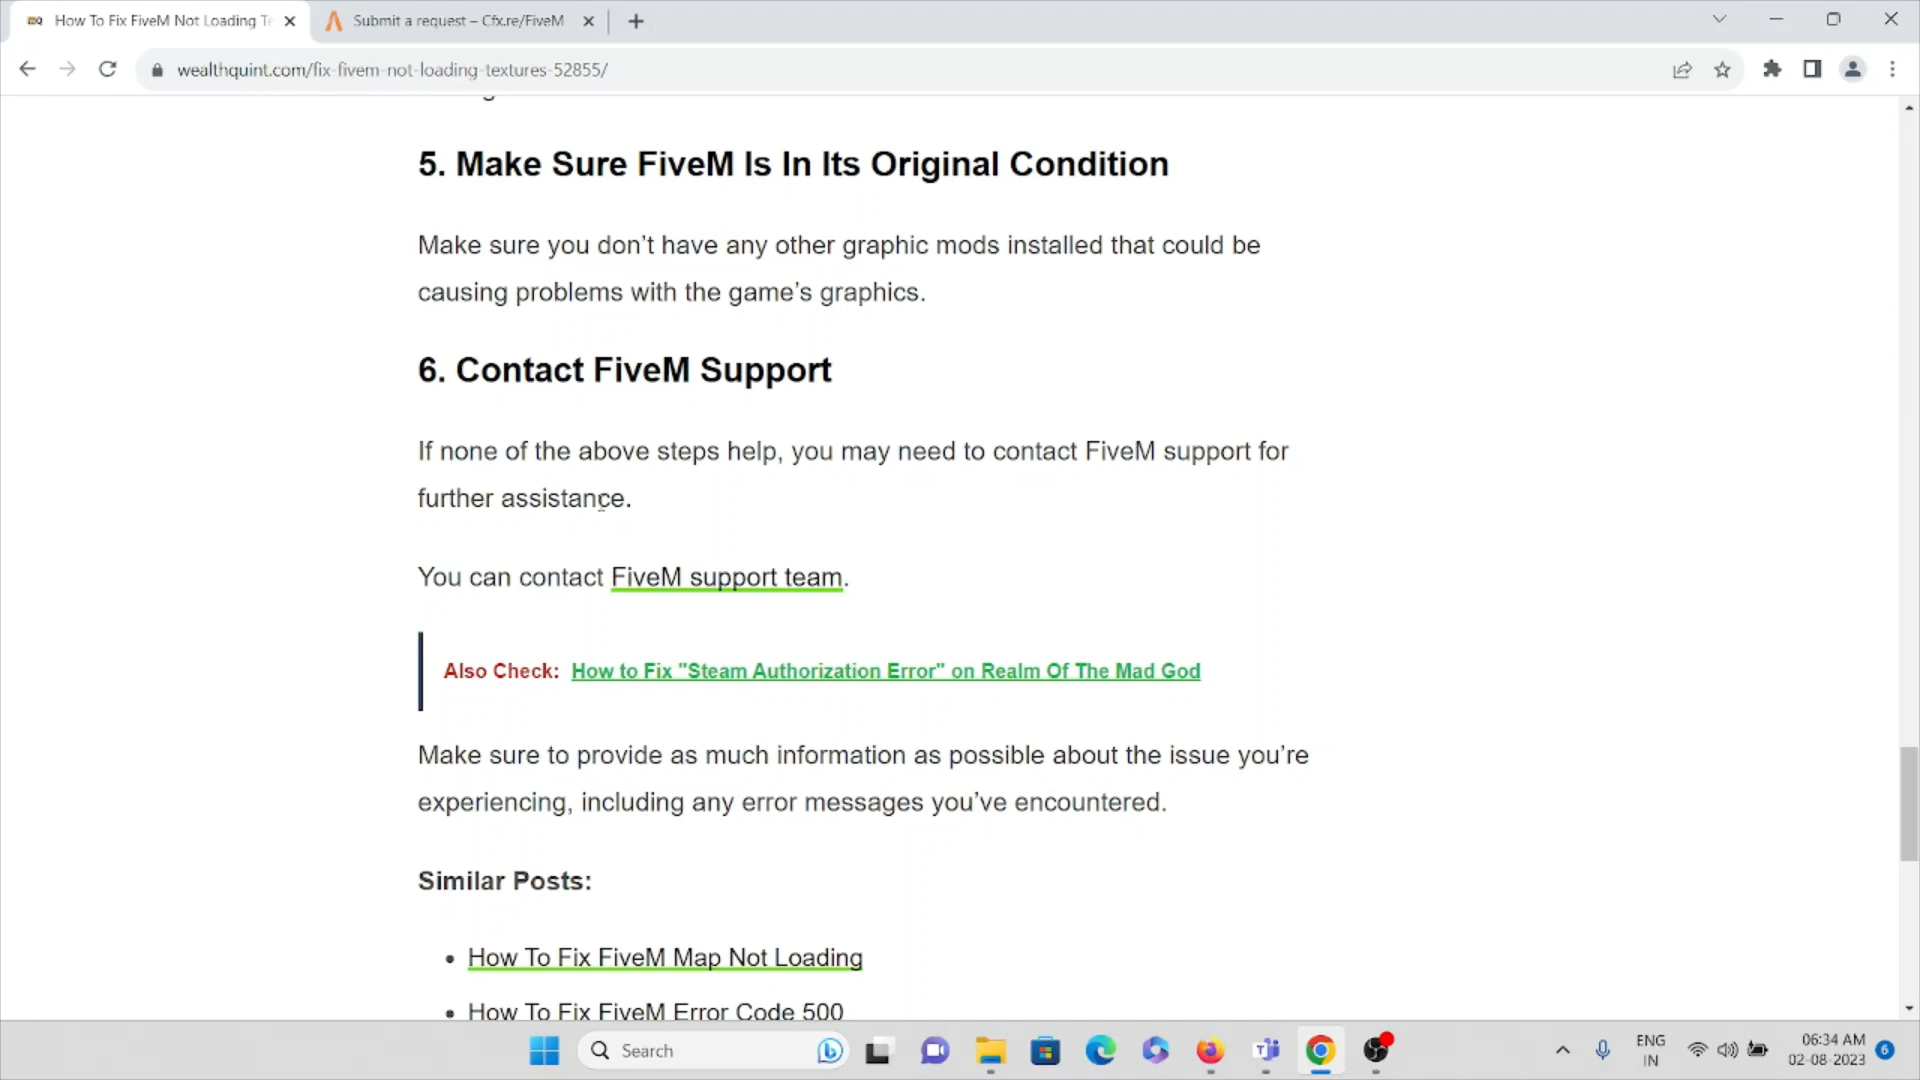 How To Fix FiveM Not Loading Te
Submit a request – Cfx.re/FiveM
wealthquint.com/fix-fivem-not-loading-textures-52855/
5. Make Sure FiveM Is In Its Original Condition
Make sure you don’t have any other graphic mods installed that could be
causing problems with the game’s graphics.
6. Contact FiveM Support
If none of the above steps help, you may need to contact FiveM support for
further assistance.
You can contact FiveM support team.
Also Check: How to Fix "Steam Authorization Error" on Realm Of The Mad God
Make sure to provide as much information as possible about the issue you’re
experiencing, including any error messages you’ve encountered.
Similar Posts:
• How To Fix FiveM Map Not Loading
• How To Fix FiveM Error Code 500
Search
ENG
IN
06:34 AM
02-08-2023
6